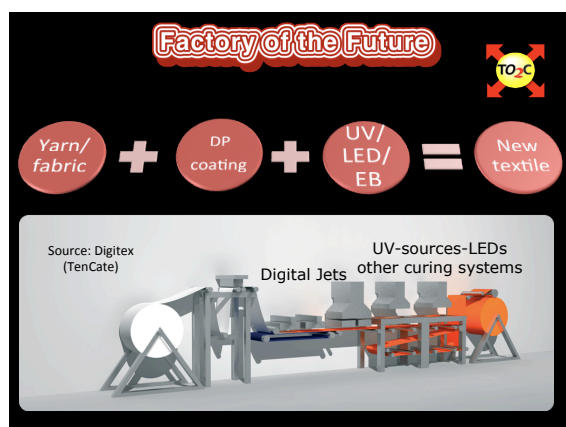 Factory of the Future
TO2C
Yarn/
fabric
+
DP
coating
+
UV/
LED/
EB
=
New
textile
Source: Digitex
(TenCate)
Digital Jets
UV-sources-LEDs
other curing systems